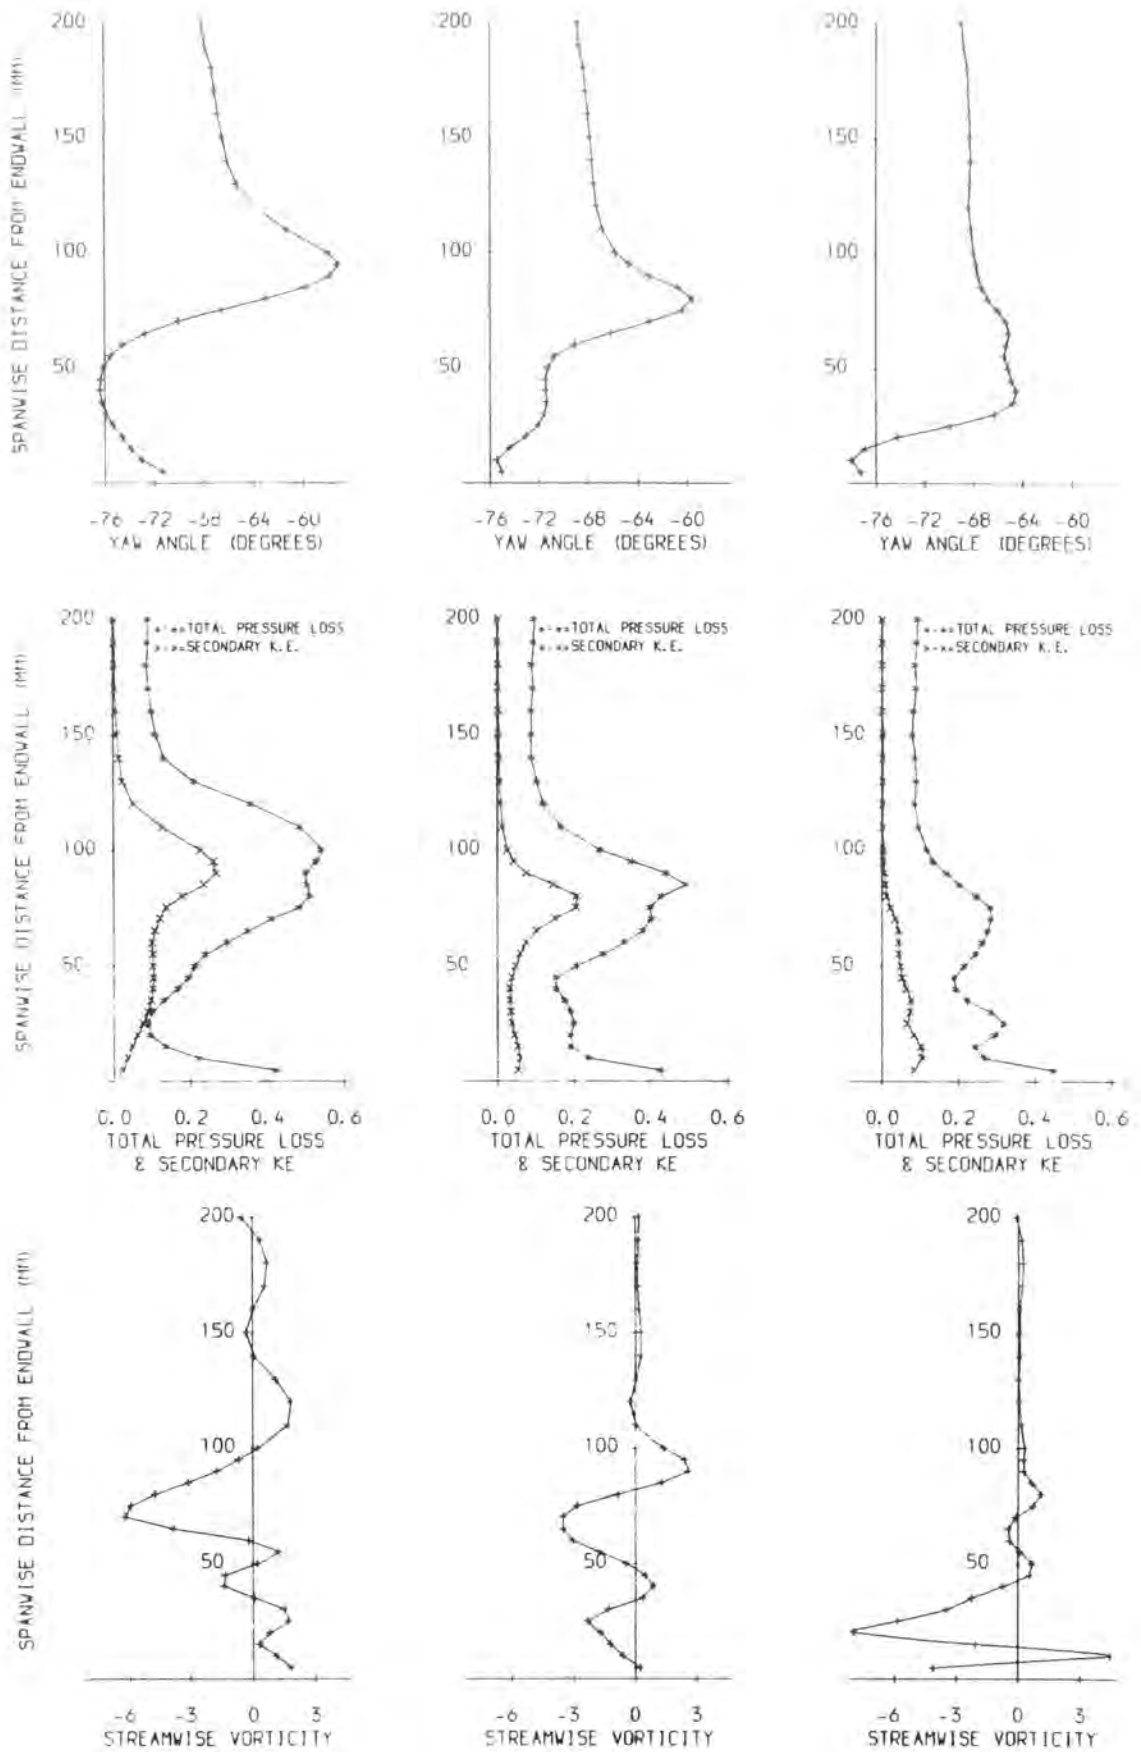 SPANWISE DISTANCE FROM ENDWALL (MM)
200
150
100
50
-76 -72 -68 -64 -60
YAW ANGLE (DEGREES)
200
150
100
50
-76 -72 -68 -64 -60
YAW ANGLE (DEGREES)
200
150
100
50
-76 -72 -68 -64 -60
YAW ANGLE (DEGREES)
SPANWISE DISTANCE FROM ENDWALL (MM)
200
150
100
50
TOTAL PRESSURE LOSS
x-x=SECONDARY K.E.
0.0 0.2 0.4 0.6
TOTAL PRESSURE LOSS
& SECONDARY KE
200
150
100
50
TOTAL PRESSURE LOSS
x-x=SECONDARY K.E.
0.0 0.2 0.4 0.6
TOTAL PRESSURE LOSS
& SECONDARY KE
200
150
100
50
TOTAL PRESSURE LOSS
x-x=SECONDARY K.E.
0.0 0.2 0.4 0.6
TOTAL PRESSURE LOSS
& SECONDARY KE
SPANWISE DISTANCE FROM ENDWALL (MM)
200
150
100
50
-6 -3 0 3
STREAMWISE VORTICITY
200
150
100
50
-6 -3 0 3
STREAMWISE VORTICITY
200
150
100
50
-6 -3 0 3
STREAMWISE VORTICITY